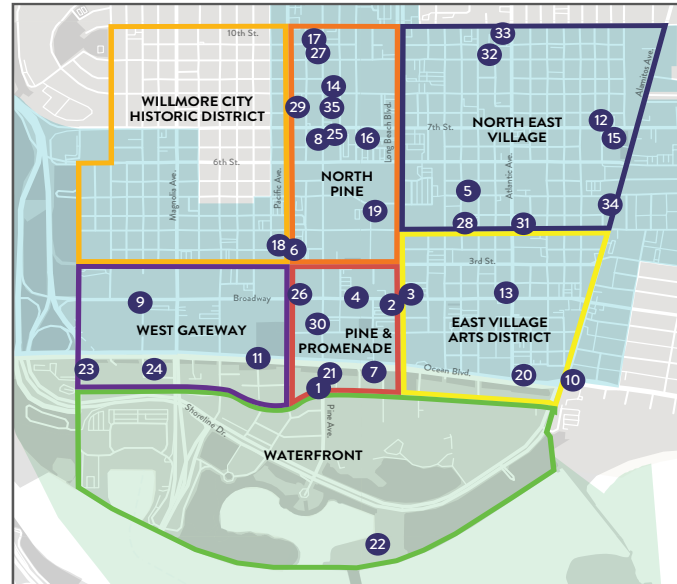 17
10th St.
33
27
32
Alamitos Ave.
14
WILLMORE CITY
HISTORIC DISTRICT
29
35
Long Beach Blvd.
NORTH EAST
VILLAGE
12
7th St.
8
25
16
15
6th St.
Magnolia Ave.
Pacific Ave.
NORTH
PINE
Atlantic Ave.
5
19
34
28
31
18
6
3rd St.
9
Broadway
26
4
2
3
13
WEST GATEWAY
30
PINE &
PROMENADE
EAST VILLAGE
ARTS DISTRICT
11
23
24
21
7
Ocean Blvd.
20
10
1
Shoreline Dr.
Pine Ave.
WATERFRONT
22